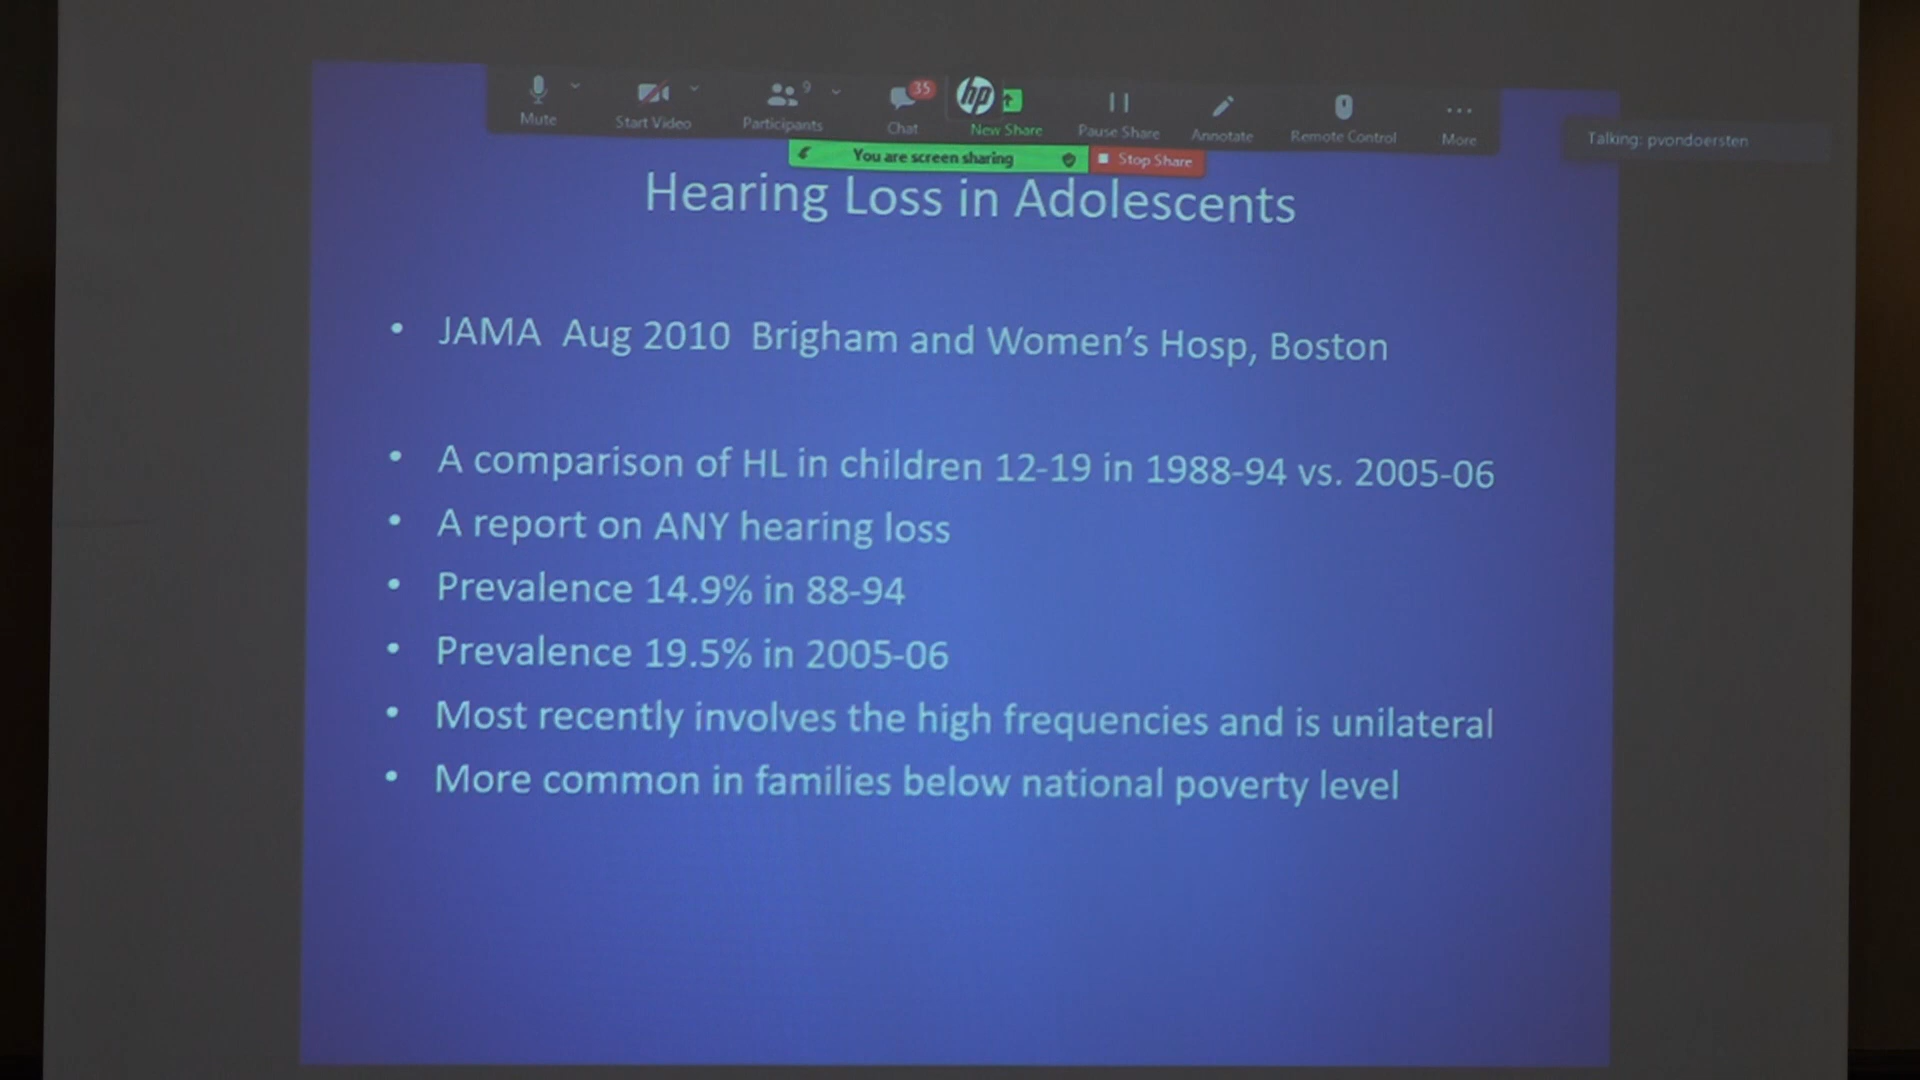 Mute
Start Video
9
Participants
35
Chat
hp
New Share
Pause Share
Annotate
Remote Control
More
Talking: pvondoersten
You are screen sharing
Stop Share
Hearing Loss in Adolescents
• JAMA Aug 2010 Brigham and Women's Hosp, Boston
• A comparison of HL in children 12-19 in 1988-94 vs. 2005-06
• A report on ANY hearing loss
• Prevalence 14.9% in 88-94
• Prevalence 19.5% in 2005-06
• Most recently involves the high frequencies and is unilateral
• More common in families below national poverty level